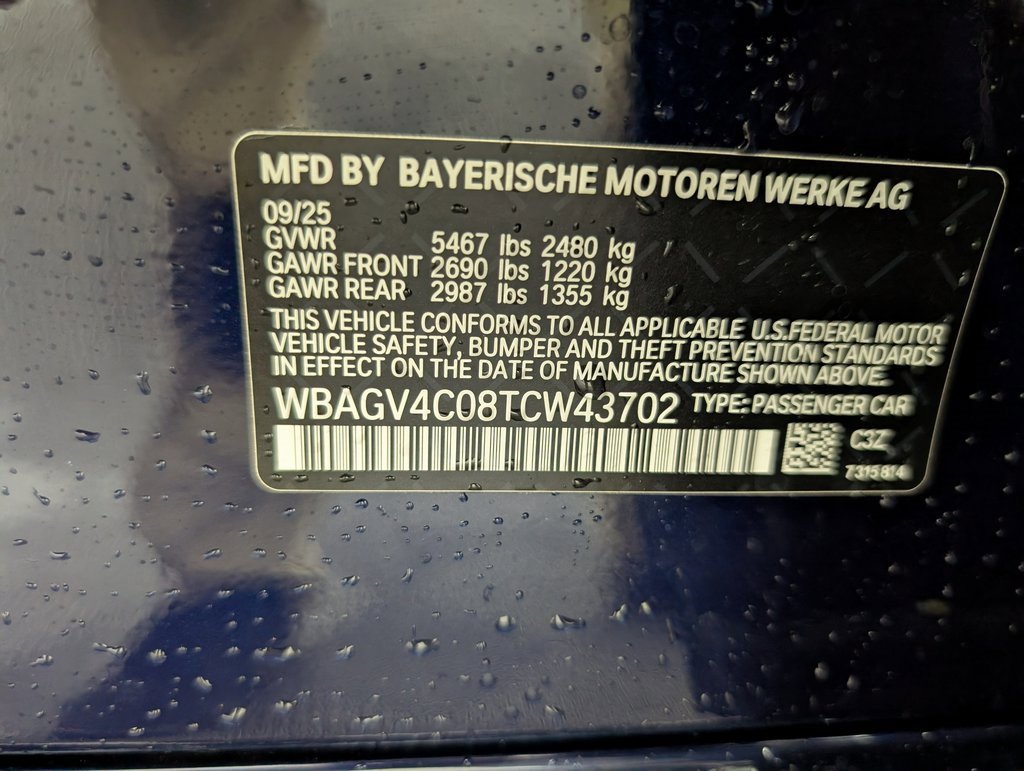 MFD BY BAYERISCHE MOTOREN WERKE AG
09/25
GVWR 5467 lbs 2480 kg
GAWR FRONT 2690 lbs 1220 kg
GAWR REAR 2987 lbs 1355 kg
THIS VEHICLE CONFORMS TO ALL APPLICABLE U.S.FEDERAL MOTOR
VEHICLE SAFETY, BUMPER AND THEFT PREVENTION STANDARDS
IN EFFECT ON THE DATE OF MANUFACTURE SHOWN ABOVE.
WBAGV4C08TCW43702 TYPE: PASSENGER CAR
C3Z
7315814